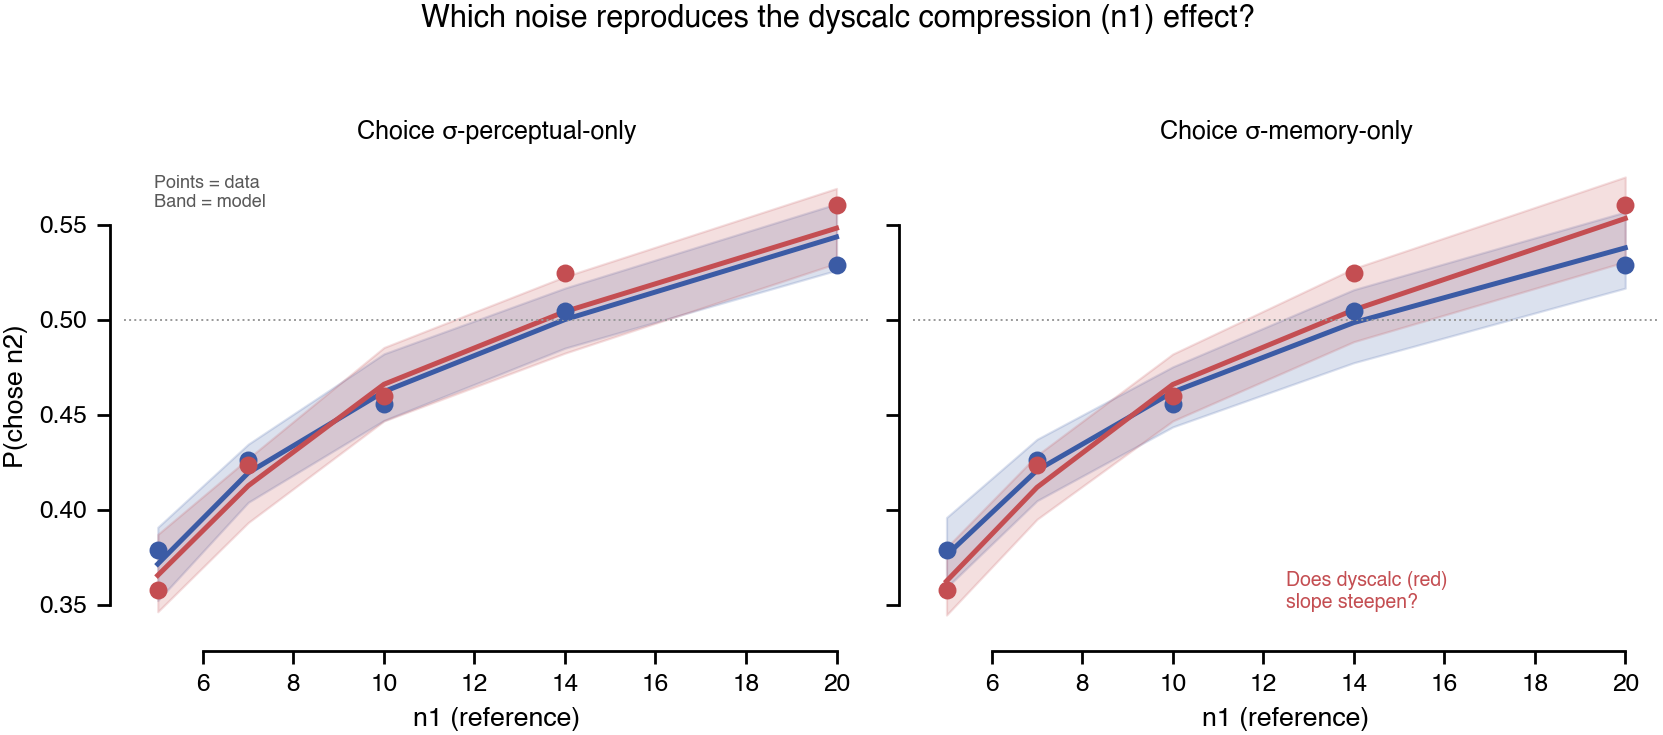 Which noise reproduces the dyscalc compression (n1) effect?
Choice σ-perceptual-only
Points = data
Band = model
0.55
0.50
0.45
0.40
0.35
P(chose n2)
6 8 10 12 14 16 18 20
n1 (reference)
Choice σ-memory-only
Does dyscalc (red)
slope steepen?
6 8 10 12 14 16 18 20
n1 (reference)